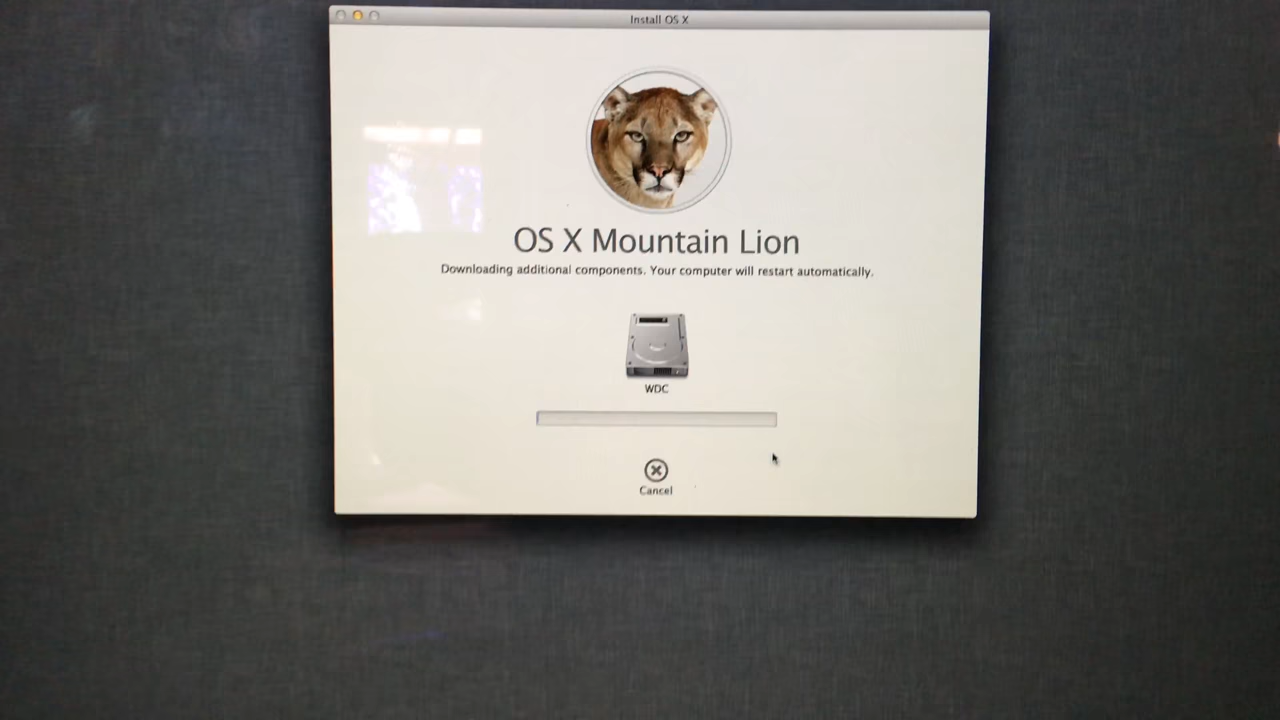 Install OS X
OS X Mountain Lion
Downloading additional components. Your computer will restart automatically.
WDC
Cancel